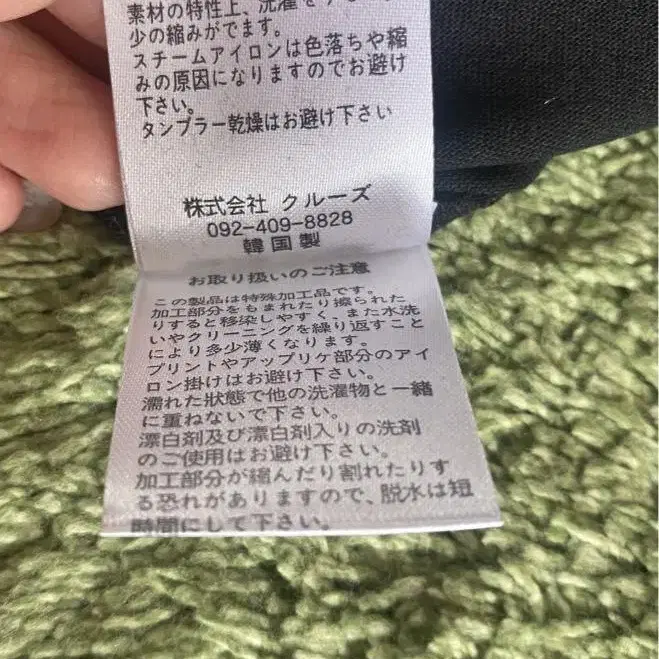 素材の特性上、洗濯を
少の縮みがでます。
スチームアイロンは色落ちや縮
みの原因になりますのでお避け
下さい。
タンブラー乾燥はお避け下さい
株式会社 クルーズ
092-409-8828
韓国製
お取り扱いのご注意
この製品は特殊加工品です。
加工部分をもまれたり擦られた
りすると移染しやすく、また水洗
いやクリーニングを繰り返すこと
により多少薄くなります。
プリントやアップリケ部分のアイ
ロン掛けはお避け下さい。
濡れた狀態で他の洗濯物と一緒
に重ねないで下さい。
漂白剤及び漂白剤入りの洗剤
のご使用はお避け下さい。
加工部分が縮んだり割れたりす
る恐れがありますので、脱水は短
時間にして下さい。